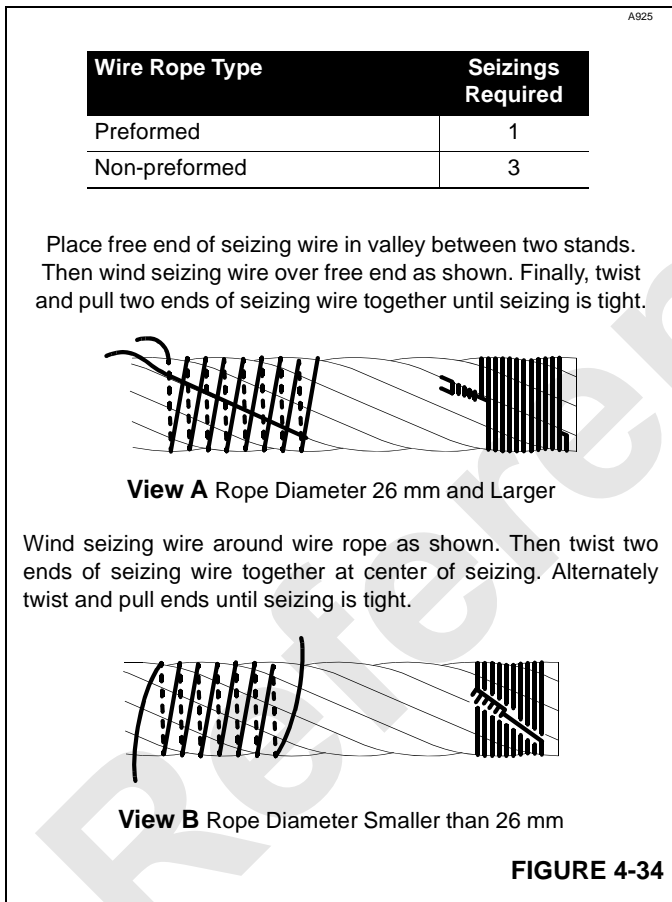 A925
Wire Rope Type Seizings
Required
Preformed 1
Non-preformed 3
Place free end of seizing wire in valley between two stands.
Then wind seizing wire over free end as shown. Finally, twist
and pull two ends of seizing wire together until seizing is tight.
View A Rope Diameter 26 mm and Larger
Wind seizing wire around wire rope as shown. Then twist two
ends of seizing wire together at center of seizing. Alternately
twist and pull ends until seizing is tight.
View B Rope Diameter Smaller than 26 mm
FIGURE 4-34
Refere